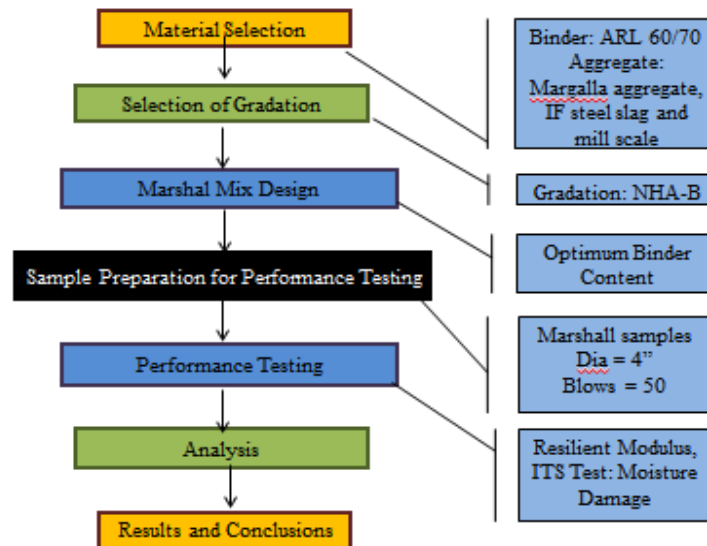 Material Selection
Selection of Gradation
Marshal Mix Design
Sample Preparation for Performance Testing
Performance Testing
Analysis
Results and Conclusions
Binder: ARL 60/70
Aggregate:
Margalla aggregate,
IF steel slag and
mill scale
Gradation: NHA-B
Optimum Binder
Content
Marshall samples
Dia = 4”
Blows = 50
Resilient Modulus,
ITS Test: Moisture
Damage